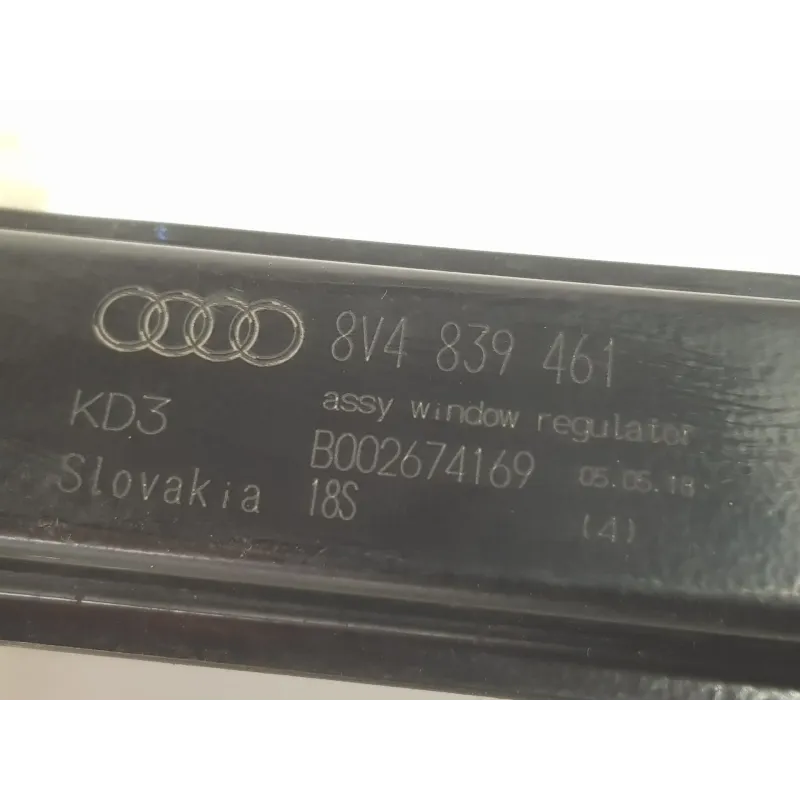 8V4 839 461
KD3
assy window regulator
B002674169
05.05.18
Slovakia
18S
(4)